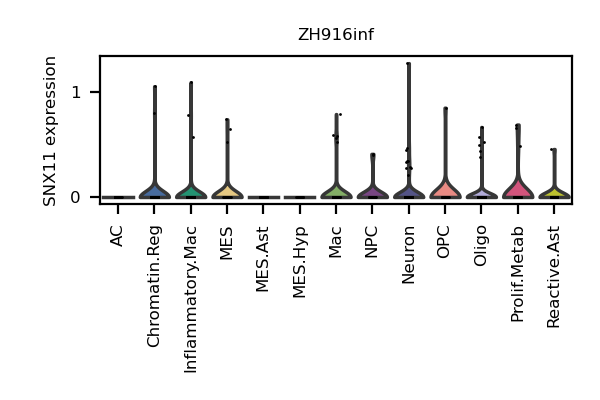 ZH916inf
SNX11 expression
1
0
AC
Chromatin.Reg
Inflammatory.Mac
MES
MES.Ast
MES.Hyp
Mac
NPC
Neuron
OPC
Oligo
Prolif.Metab
Reactive.Ast